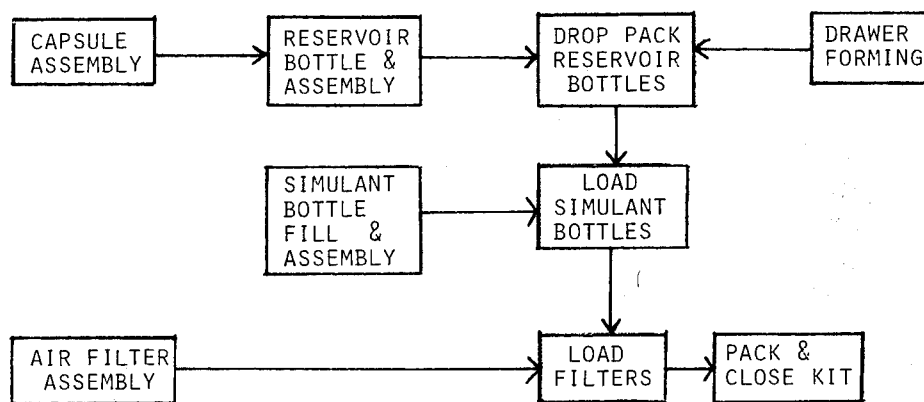 CAPSULE
ASSEMBLY
RESERVOIR
BOTTLE &
ASSEMBLY
DROP PACK
RESERVOIR
BOTTLES
DRAWER
FORMING
SIMULANT
BOTTLE
FILL &
ASSEMBLY
LOAD
SIMULANT
BOTTLES
AIR FILTER
ASSEMBLY
LOAD
FILTERS
PACK &
CLOSE KIT